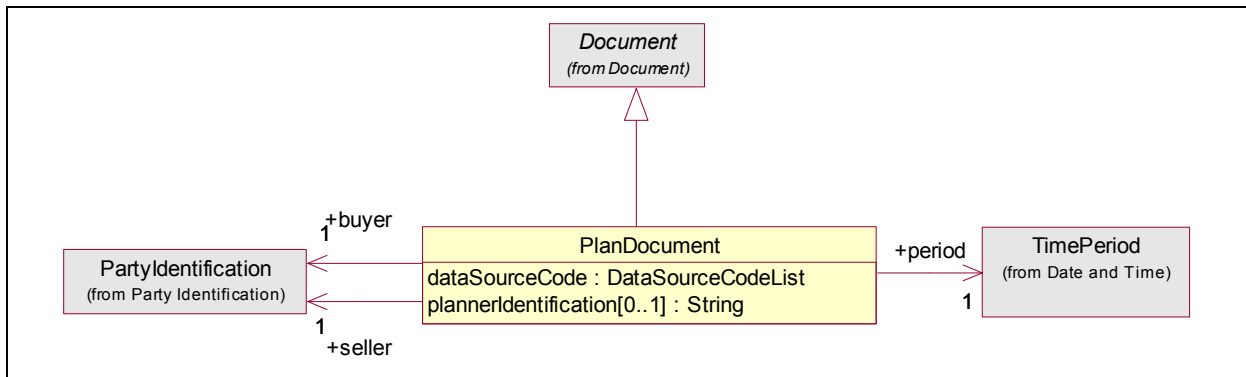 Document
(from Document)
+buyer
1
PartyIdentification
(from Party Identification)
1
+seller
PlanDocument
dataSourceCode : DataSourceCodeList
plannerIdentification[0..1] : String
+period
1
TimePeriod
(from Date and Time)